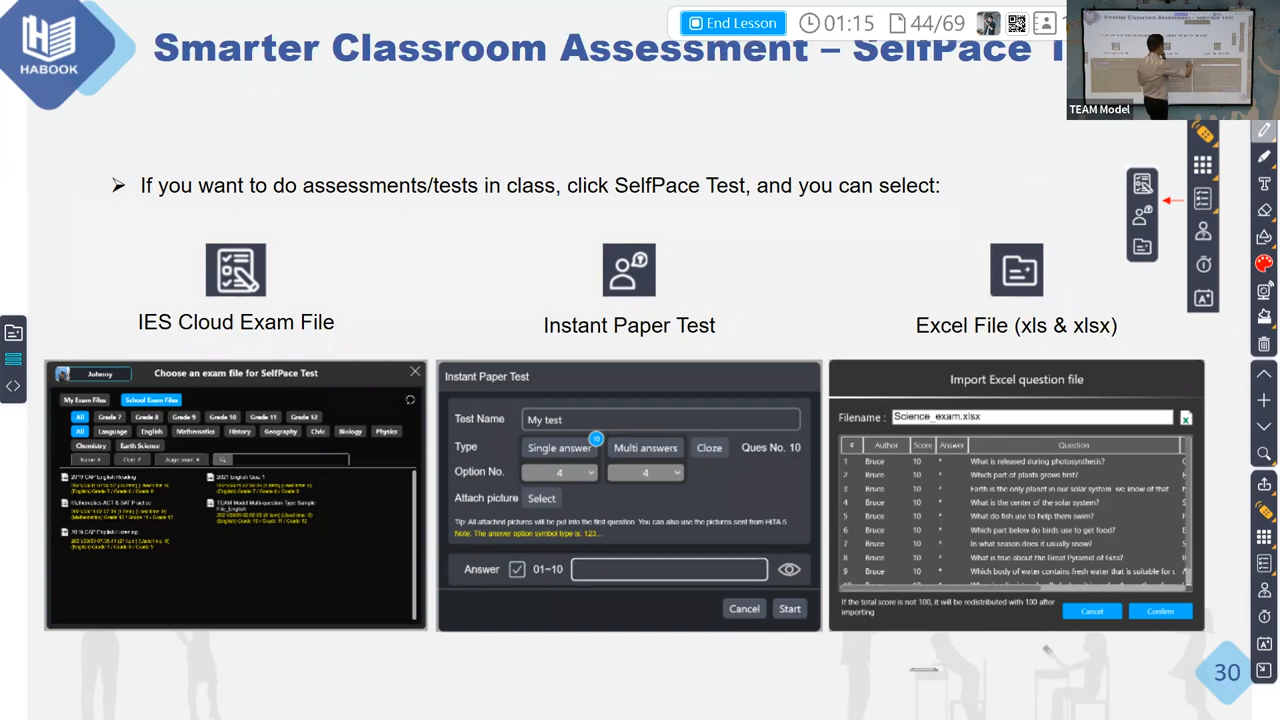 End Lesson 01:15 44/69
HABOOK
Smarter Classroom Assessment – SelfPace T
TEAM Model
➢ If you want to do assessments/tests in class, click SelfPace Test, and you can select:
IES Cloud Exam File
Instant Paper Test
Excel File (xls & xlsx)
Johnny
Choose an exam file for SelfPace Test
My Exam Files School Exam Files
All Grade 7 Grade 8 Grade 9 Grade 10 Grade 11 Grade 12
All Language English Mathematics History Geography Civic Biology Physics
Chemistry Earth Science
2019 CAP English Reading
2021 English Quiz 1
Mathematics ACT & SAT Practise
TEAM Model Multi-question Type Sample
File_English
2019 CAP English Listening
Instant Paper Test
Test Name My test
Type Single answer 10 Multi answers Cloze Ques No. 10
Option No. 4 4
Attach picture Select
Tip: All attached pictures will be put into the first question. You can also use the pictures sent from HITA 5
Note: The answer option symbol type is: 123...
Answer 01~10
Cancel Start
Import Excel question file
Filename : Science_exam.xlsx
# Author Score Answer Question
1 Bruce 10 * What is released during photosynthesis?
2 Bruce 10 * Which part of plants grows first?
3 Bruce 10 * Earth is the only planet in our solar system we know of that
4 Bruce 10 * What is the center of the solar system?
5 Bruce 10 * What do fish use to help them swim?
6 Bruce 10 * Which part below do birds use to get food?
7 Bruce 10 * In what season does it usually snow?
8 Bruce 10 * What is true about the Great Pyramid of Giza?
9 Bruce 10 * Which body of water contains fresh water that is suitable for
If the total score is not 100, it will be redistributed with 100 after
importing
Cancel Confirm
30